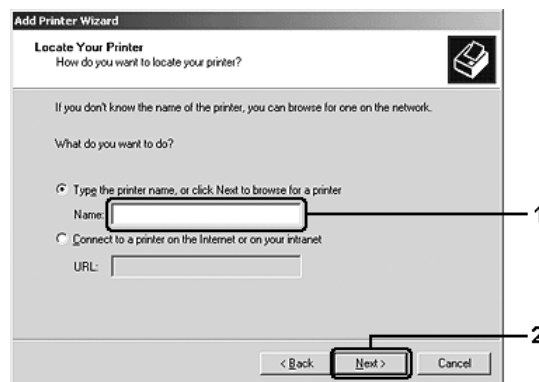 Add Printer Wizard
Locate Your Printer
How do you want to locate your printer?
If you don't know the name of the printer, you can browse for one on the network.
What do you want to do?
Type the printer name, or click Next to browse for a printer
Name:
1
Connect to a printer on the Internet or on your intranet
URL:
2
< Back
Next >
Cancel